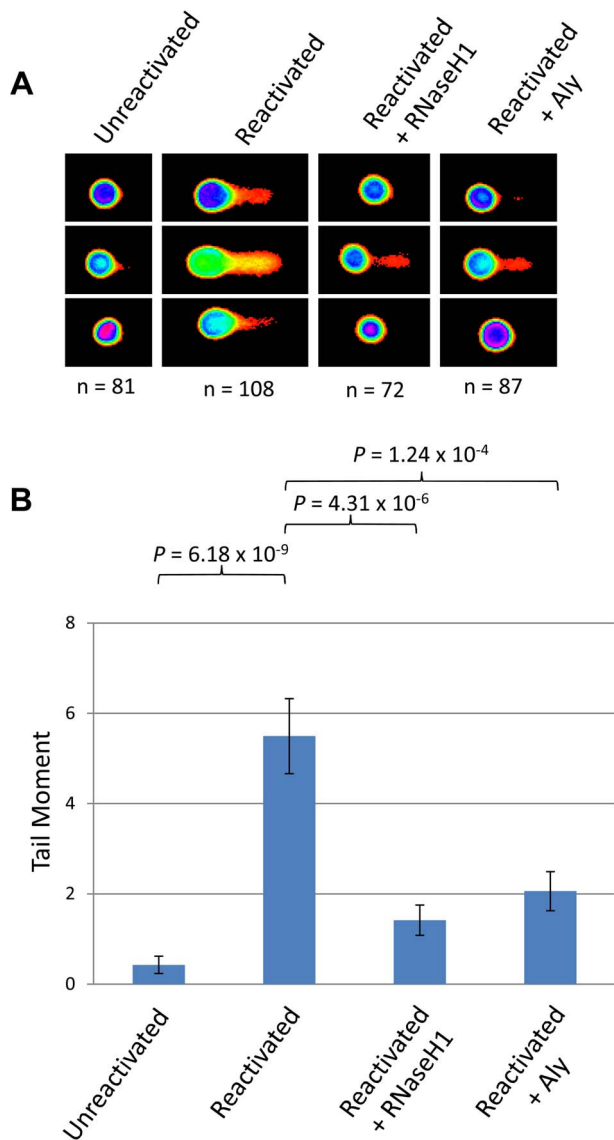 A
Unreactivated
Reactivated
Reactivated
+ RNaseH1
Reactivated
+ Aly
n = 81
n = 108
n = 72
n = 87
B
P = 1.24 x 10⁻⁴
P = 4.31 x 10⁻⁶
P = 6.18 x 10⁻⁹
Tail Moment
8
6
4
2
0
Unreactivated
Reactivated
Reactivated
+ RNaseH1
Reactivated
+ Aly